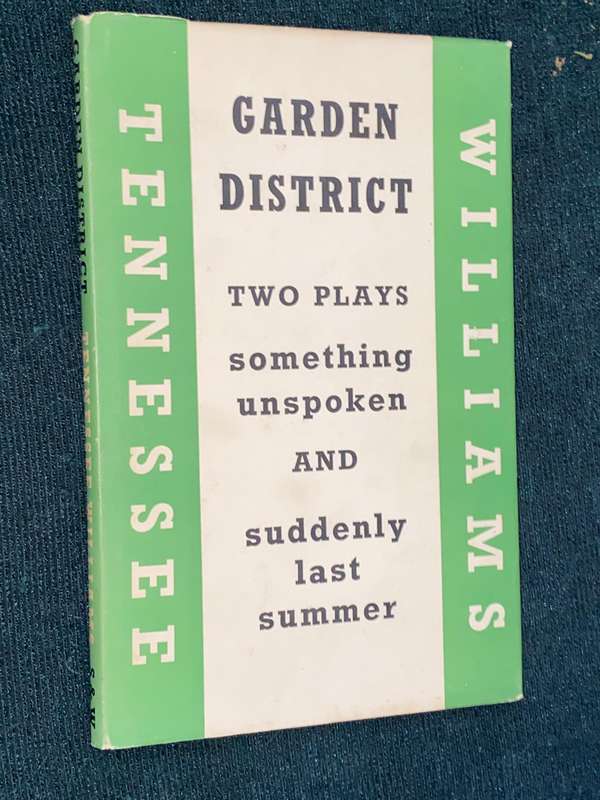 GARDEN DISTRICT TENNESSEE WILLIAMS S & W
TENNESSEE
GARDEN
DISTRICT
TWO PLAYS
something
unspoken
AND
suddenly
last
summer
WILLIAMS